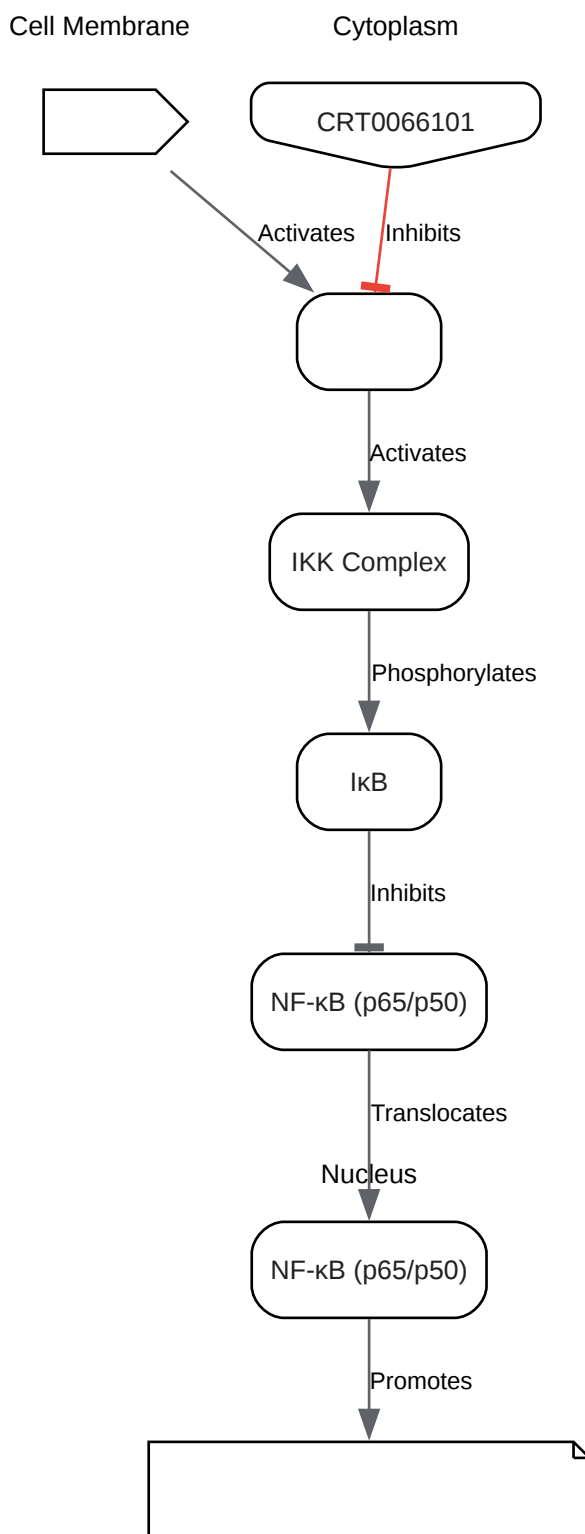 Cell Membrane
Cytoplasm
CRT0066101
Activates
Inhibits
Activates
IKK Complex
Phosphorylates
IκB
Inhibits
NF-κB (p65/p50)
Translocates
Nucleus
NF-κB (p65/p50)
Promotes